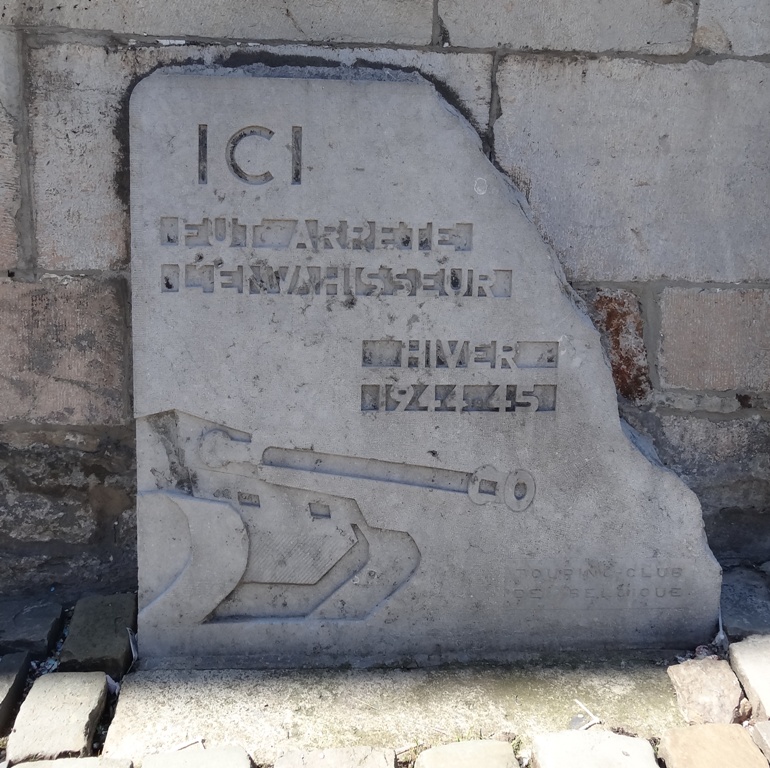 ICI
FUT ARRETE
L'ENVAHISSEUR
HIVER
1944 45
TOURING CLUB
DE BELGIQUE